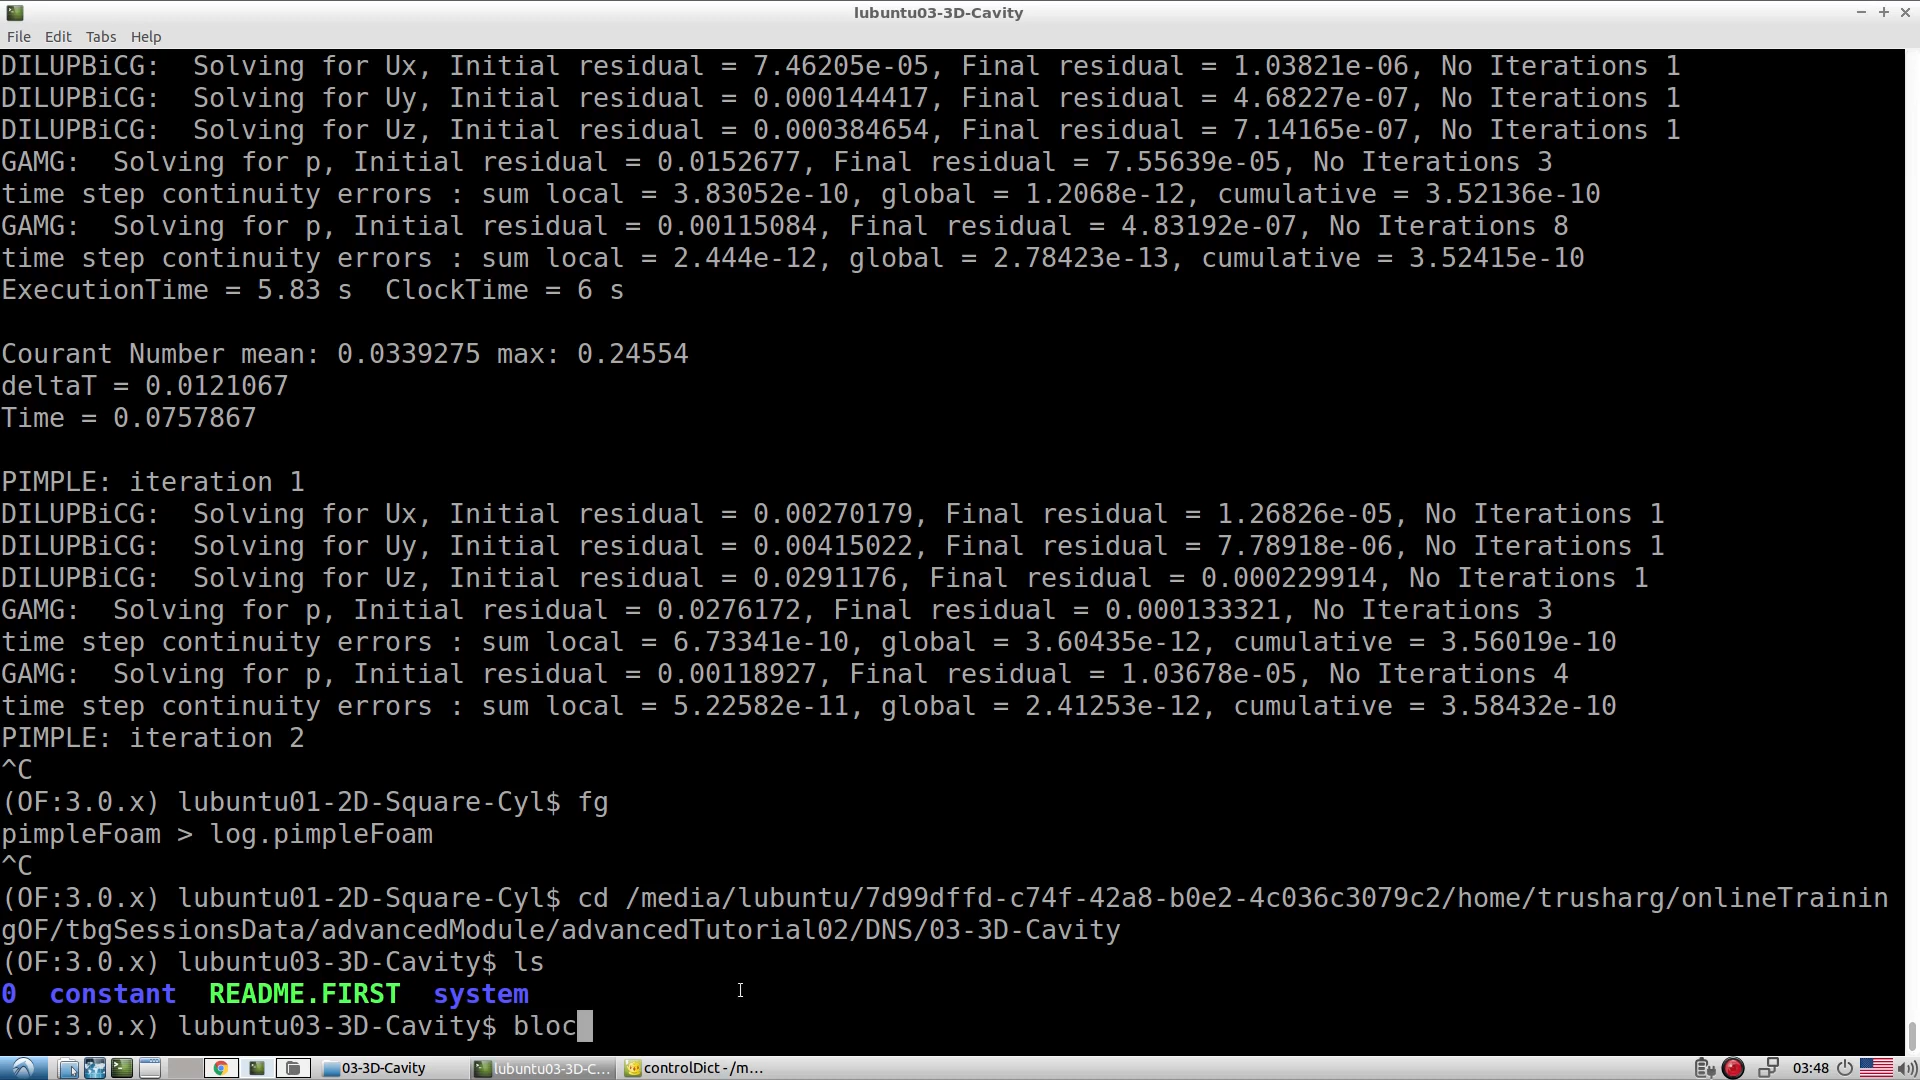 lubuntu03-3D-Cavity
File Edit Tabs Help
DILUPBiCG:  Solving for Ux, Initial residual = 7.46205e-05, Final residual = 1.03821e-06, No Iterations 1
DILUPBiCG:  Solving for Uy, Initial residual = 0.000144417, Final residual = 4.68227e-07, No Iterations 1
DILUPBiCG:  Solving for Uz, Initial residual = 0.000384654, Final residual = 7.14165e-07, No Iterations 1
GAMG:  Solving for p, Initial residual = 0.0152677, Final residual = 7.55639e-05, No Iterations 3
time step continuity errors : sum local = 3.83052e-10, global = 1.2068e-12, cumulative = 3.52136e-10
GAMG:  Solving for p, Initial residual = 0.00115084, Final residual = 4.83192e-07, No Iterations 8
time step continuity errors : sum local = 2.444e-12, global = 2.78423e-13, cumulative = 3.52415e-10
ExecutionTime = 5.83 s  ClockTime = 6 s
Courant Number mean: 0.0339275 max: 0.24554
deltaT = 0.0121067
Time = 0.0757867
PIMPLE: iteration 1
DILUPBiCG:  Solving for Ux, Initial residual = 0.00270179, Final residual = 1.26826e-05, No Iterations 1
DILUPBiCG:  Solving for Uy, Initial residual = 0.00415022, Final residual = 7.78918e-06, No Iterations 1
DILUPBiCG:  Solving for Uz, Initial residual = 0.0291176, Final residual = 0.000229914, No Iterations 1
GAMG:  Solving for p, Initial residual = 0.0276172, Final residual = 0.000133321, No Iterations 3
time step continuity errors : sum local = 6.73341e-10, global = 3.60435e-12, cumulative = 3.56019e-10
GAMG:  Solving for p, Initial residual = 0.00118927, Final residual = 1.03678e-05, No Iterations 4
time step continuity errors : sum local = 5.22582e-11, global = 2.41253e-12, cumulative = 3.58432e-10
PIMPLE: iteration 2
^C
(OF:3.0.x) lubuntu01-2D-Square-Cyl$ fg
pimpleFoam > log.pimpleFoam
^C
(OF:3.0.x) lubuntu01-2D-Square-Cyl$ cd /media/lubuntu/7d99dffd-c74f-42a8-b0e2-4c036c3079c2/home/trusharg/onlineTrainin
gOF/tbgSessionsData/advancedModule/advancedTutorial02/DNS/03-3D-Cavity
(OF:3.0.x) lubuntu03-3D-Cavity$ ls
0  constant  README.FIRST  system
(OF:3.0.x) lubuntu03-3D-Cavity$ bloc
03-3D-Cavity lubuntu03-3D-C... controlDict - /m... 03:48